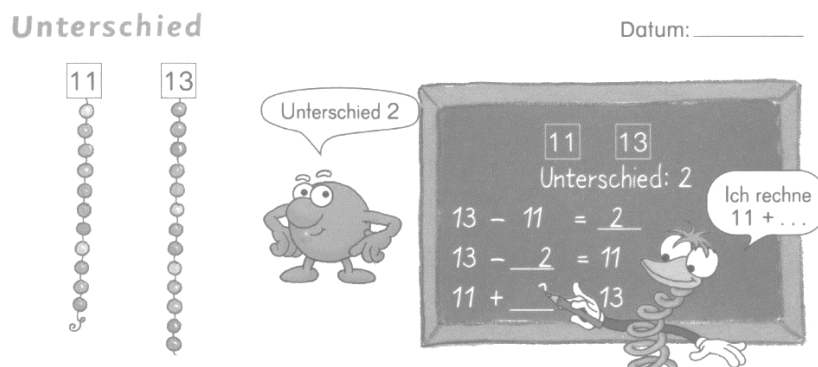 Unterschied
Datum:
11 13
Unterschied 2
11 13
Unterschied: 2
13 - 11 = 2
13 - 2 = 11
11 + 13
Ich rechne
11 + ...